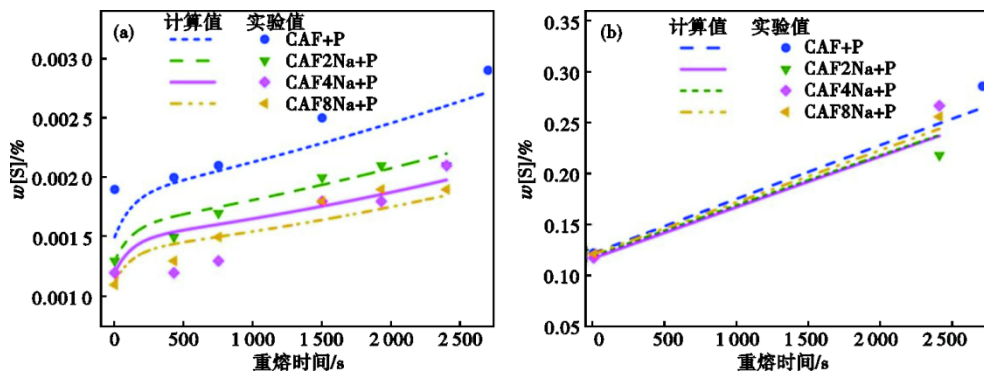 (a) 计算值 实验值
CAF+P
CAF2Na+P
CAF4Na+P
CAF8Na+P
w[S]/%
0.003 0
0.002 5
0.002 0
0.001 5
0.001 0
0 500 1 000 1 500 2 000 2 500
重熔时间/s
(b) 计算值 实验值
CAF+P
CAF2Na+P
CAF4Na+P
CAF8Na+P
w[S]/%
0.30
0.25
0.20
0.15
0.10
0.05
0 500 1 000 1 500 2 000 2 500
重熔时间/s